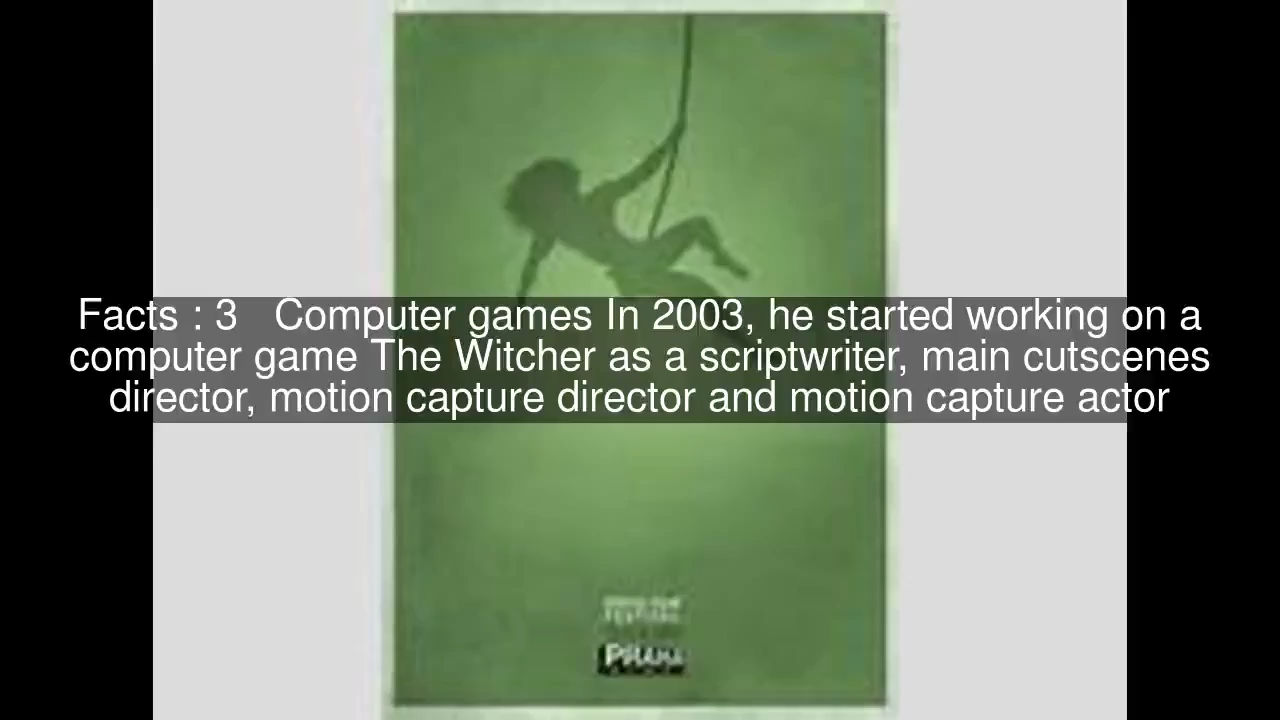 Facts : 3   Computer games In 2003, he started working on a
computer game The Witcher as a scriptwriter, main cutscenes
director, motion capture director and motion capture actor